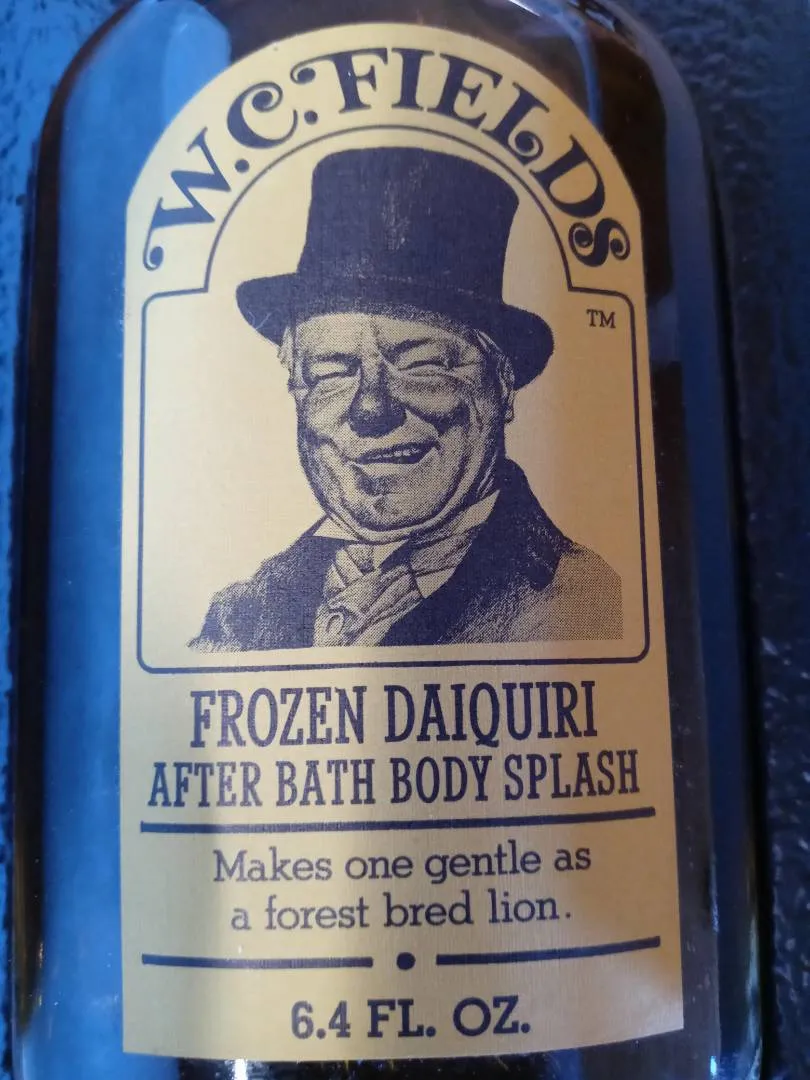 W.C. FIELDS
TM
FROZEN DAIQUIRI
AFTER BATH BODY SPLASH
Makes one gentle as
a forest bred lion.
6.4 FL. OZ.